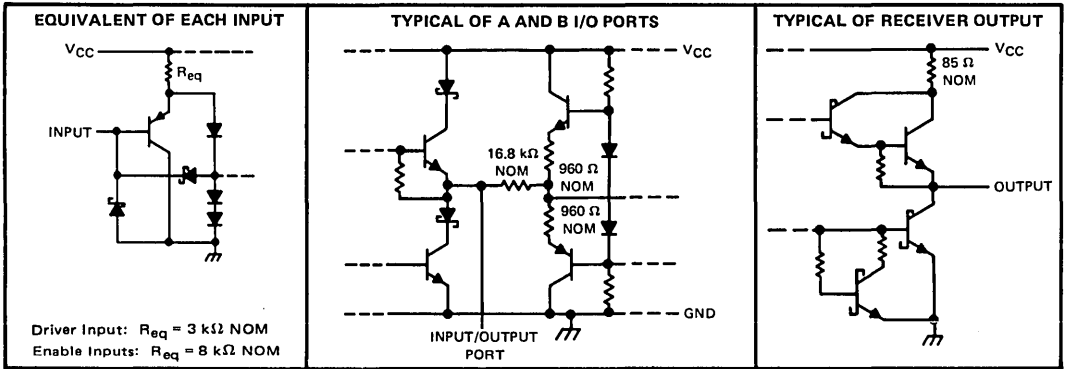 EQUIVALENT OF EACH INPUT
VCC
Req
INPUT
Driver Input: Req = 3 kΩ NOM
Enable Inputs: Req = 8 kΩ NOM
TYPICAL OF A AND B I/O PORTS
VCC
16.8 kΩ
NOM
960 Ω
NOM
960 Ω
NOM
GND
INPUT/OUTPUT
PORT
TYPICAL OF RECEIVER OUTPUT
VCC
85 Ω
NOM
OUTPUT